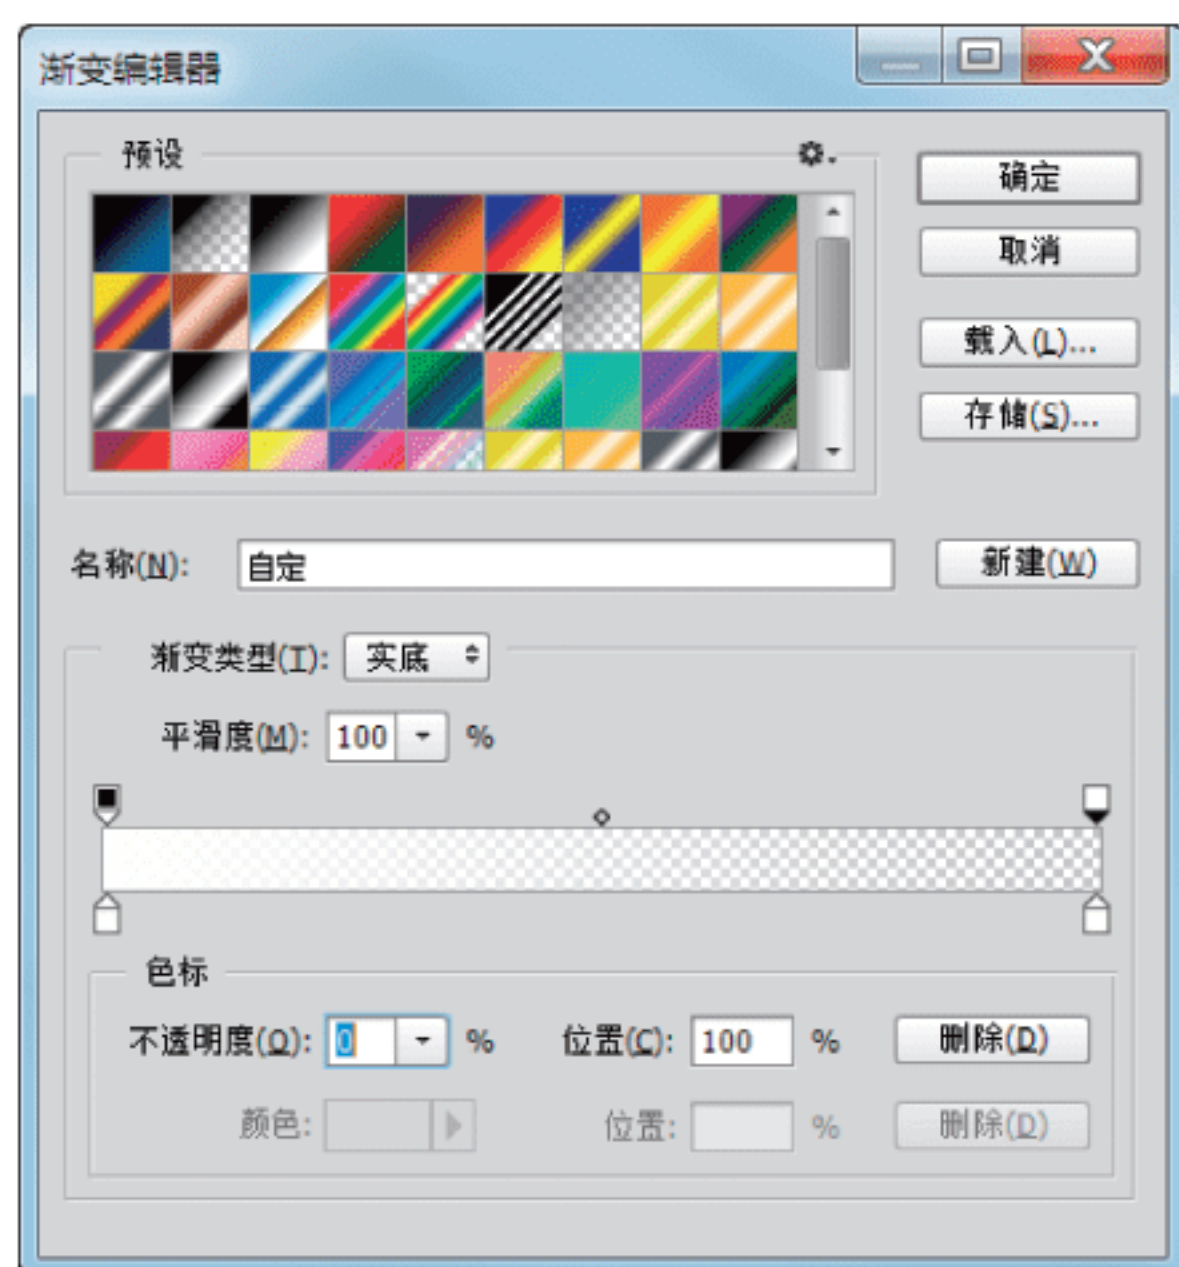 渐变编辑器
预设
确定
取消
载入(L)...
存储(S)...
名称(N): 自定 新建(W)
渐变类型(T): 实底
平滑度(M): 100 %
色标
不透明度(O): 0 % 位置(C): 100 % 删除(D)
颜色: 位置: % 删除(D)